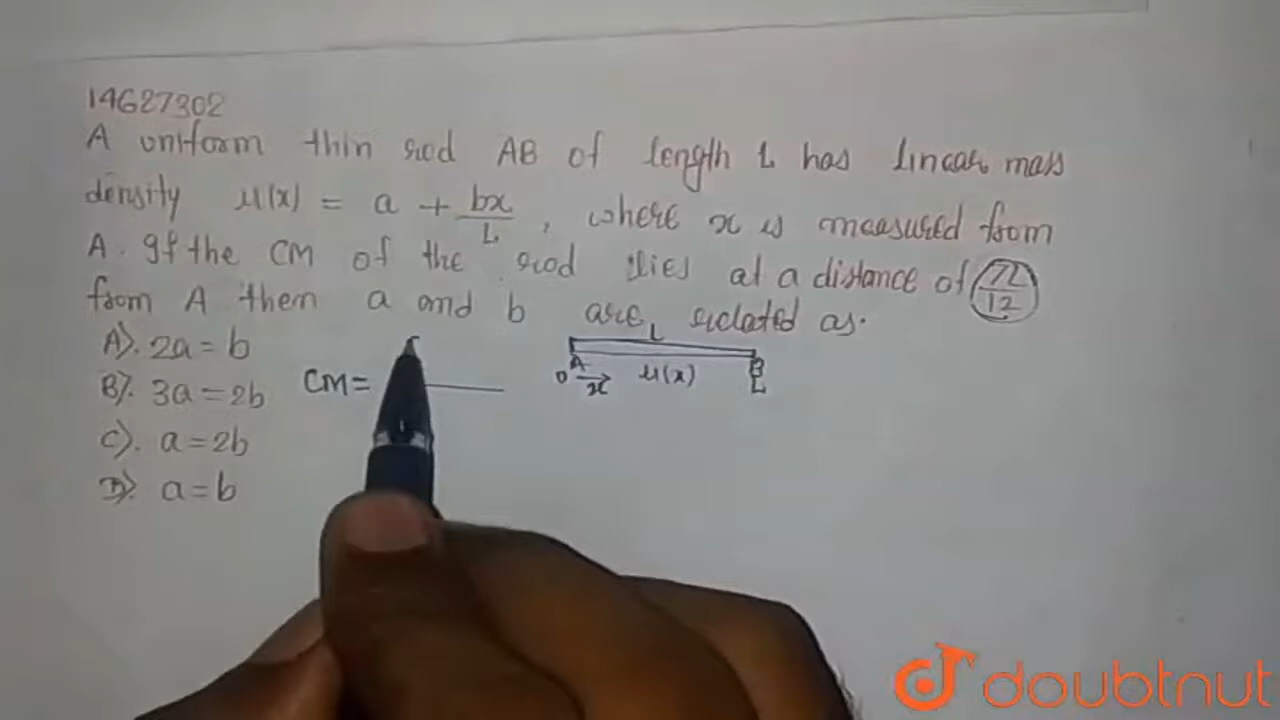 14627302
A uniform thin rod AB of length L has linear mass
density μ(x) = a + bx/L, where x is measured from
A. If the CM of the rod lies at a distance of 7L/12
from A then a and b are related as.
A). 2a = b
B). 3a = 2b
C). a = 2b
D). a = b
CM =
L
A
B
0
x
μ(x)
L
doubtnut